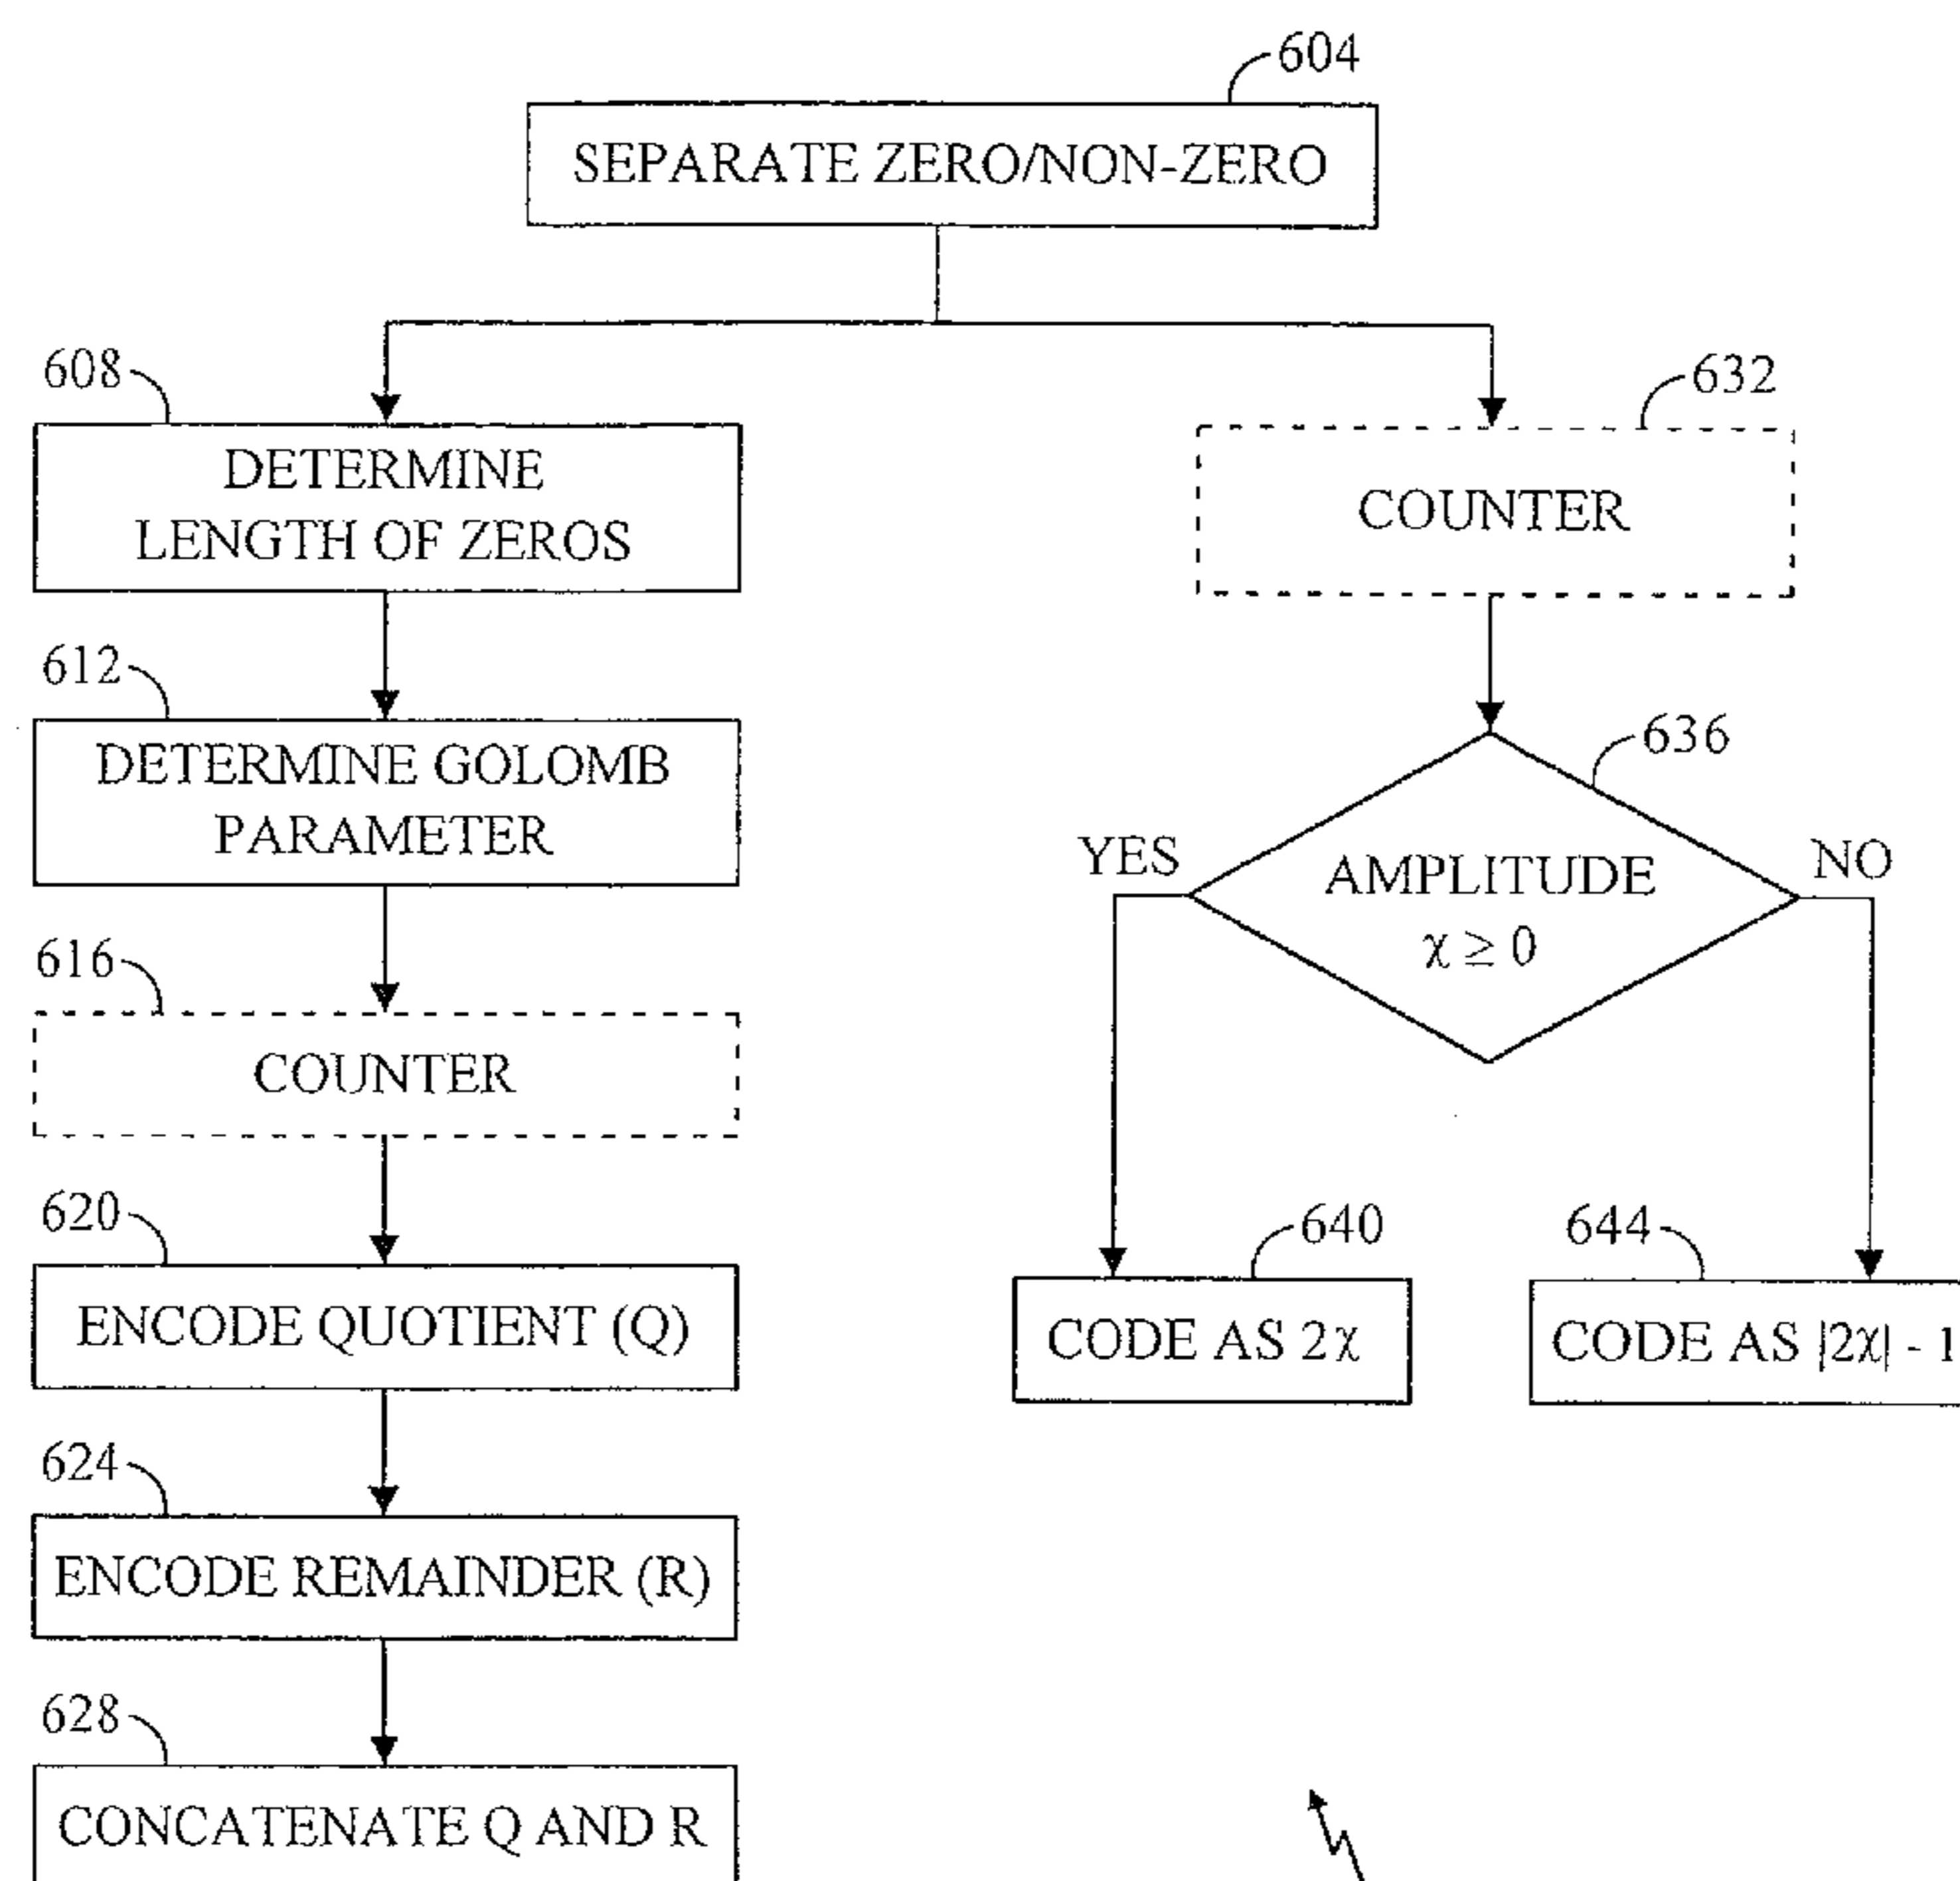 604
SEPARATE ZERO/NON-ZERO
608
DETERMINE
LENGTH OF ZEROS
612
DETERMINE GOLOMB
PARAMETER
616
COUNTER
620
ENCODE QUOTIENT (Q)
624
ENCODE REMAINDER (R)
628
CONCATENATE Q AND R
632
COUNTER
636
AMPLITUDE
χ ≥ 0
YES
NO
640
CODE AS 2χ
644
CODE AS |2χ| - 1